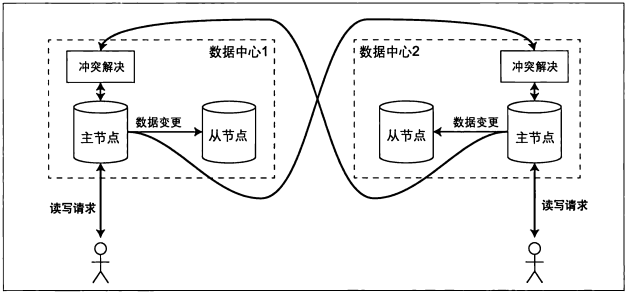 数据中心1
冲突解决
主节点
数据变更
从节点
读写请求
数据中心2
冲突解决
从节点
数据变更
主节点
读写请求